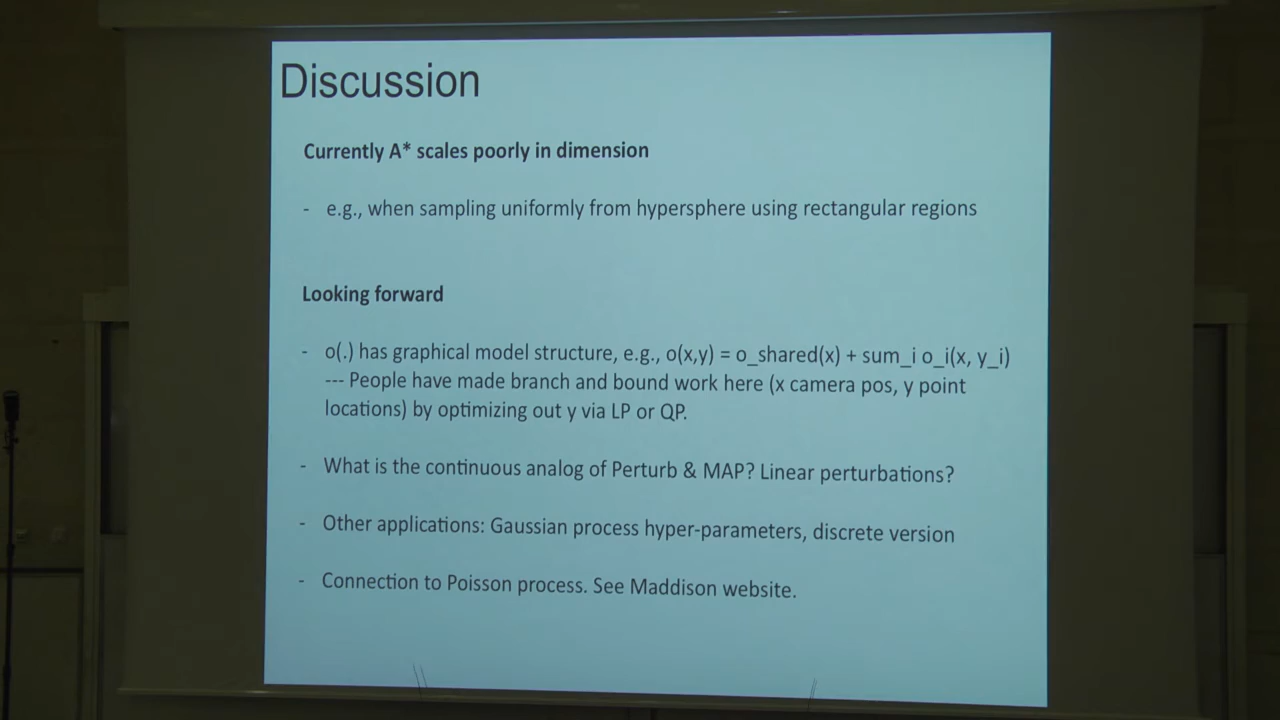 Discussion
Currently A* scales poorly in dimension
- e.g., when sampling uniformly from hypersphere using rectangular regions
Looking forward
- o(.) has graphical model structure, e.g., o(x,y) = o_shared(x) + sum_i o_i(x, y_i)
--- People have made branch and bound work here (x camera pos, y point
locations) by optimizing out y via LP or QP.
- What is the continuous analog of Perturb & MAP? Linear perturbations?
- Other applications: Gaussian process hyper-parameters, discrete version
- Connection to Poisson process. See Maddison website.